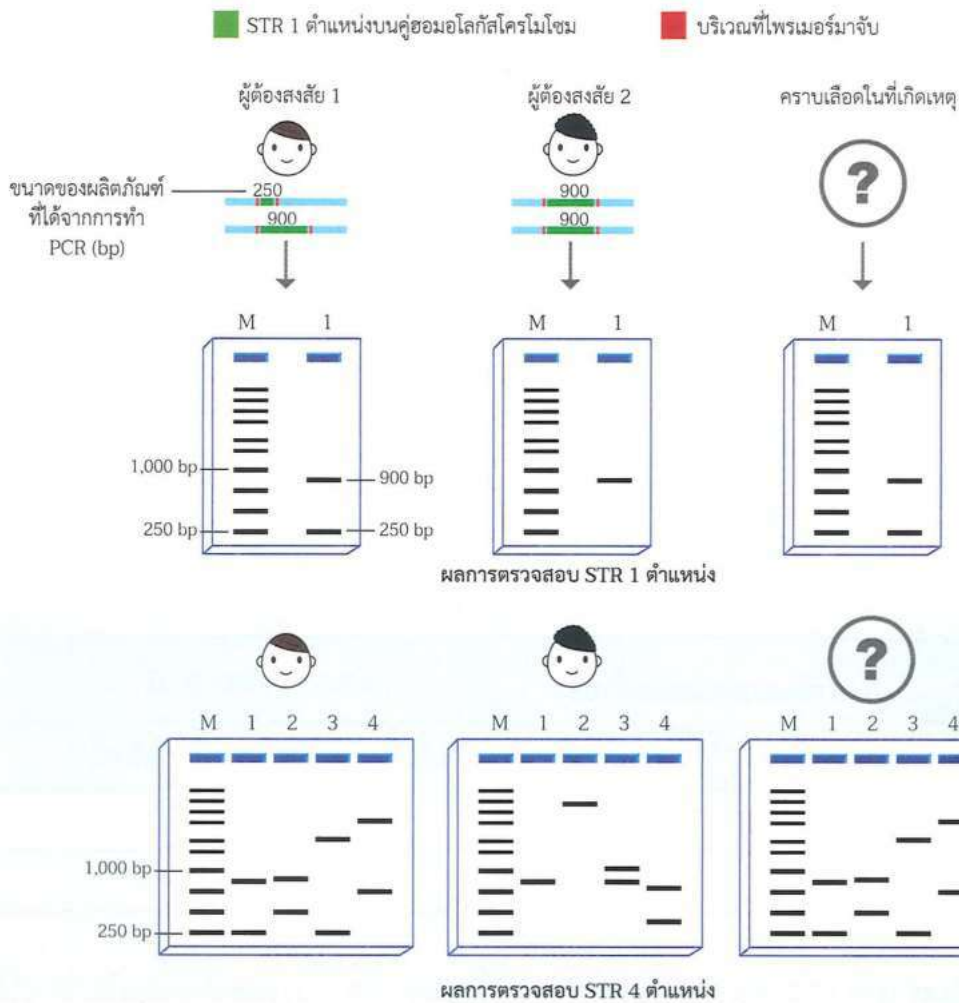 STR 1 ตำแหน่งบนคู่ฮอมอโลกัสโครโมโซม บริเวณที่ไพรเมอร์มาจับ
ผู้ต้องสงสัย 1 ผู้ต้องสงสัย 2 คราบเลือดในที่เกิดเหตุ
ขนาดของผลิตภัณฑ์
ที่ได้จากการทำ
PCR (bp)
250
900
900
900
?
M 1 M 1 M 1
1,000 bp
900 bp
250 bp 250 bp
ผลการตรวจสอบ STR 1 ตำแหน่ง
?
M 1 2 3 4 M 1 2 3 4 M 1 2 3 4
1,000 bp
250 bp
ผลการตรวจสอบ STR 4 ตำแหน่ง